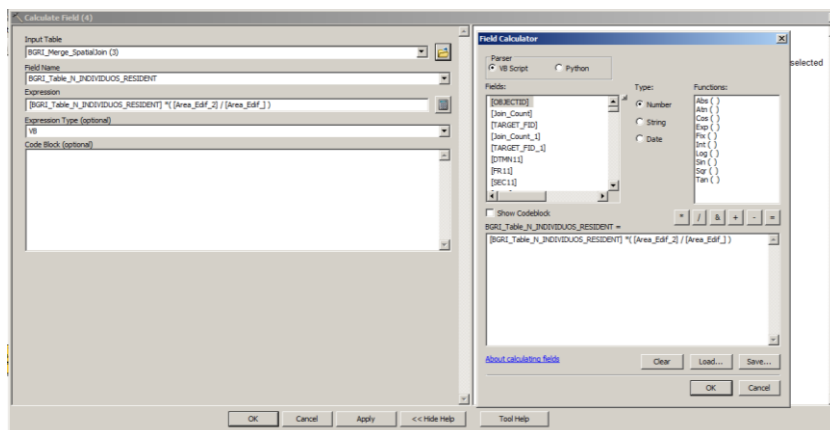 Calculate Field (4)
Input Table
BGRI_Merge_SpatialJoin (3)
Field Name
BGRI_Table_N_INDIVIDUOS_RESIDENT
Expression
[BGRI_Table_N_INDIVIDUOS_RESIDENT] *( [Area_Edif_2] / [Area_Edif_] )
Expression Type (optional)
VB
Code Block (optional)
OK
Cancel
Apply
<< Hide Help
Tool Help
selected
Field Calculator
Parser
VB Script
Python
Fields:
[OBJECTID]
[Join_Count]
[TARGET_FID]
[Join_Count_1]
[TARGET_FID_1]
[DTMN11]
[FR11]
[SEC11]
Type:
Number
String
Date
Functions:
Abs ( )
Atn ( )
Cos ( )
Exp ( )
Fix ( )
Int ( )
Log ( )
Sin ( )
Sqr ( )
Tan ( )
Show Codeblock
* / & + - =
BGRI_Table_N_INDIVIDUOS_RESIDENT =
[BGRI_Table_N_INDIVIDUOS_RESIDENT] *( [Area_Edif_2] / [Area_Edif_] )
About calculating fields
Clear
Load...
Save...
OK
Cancel